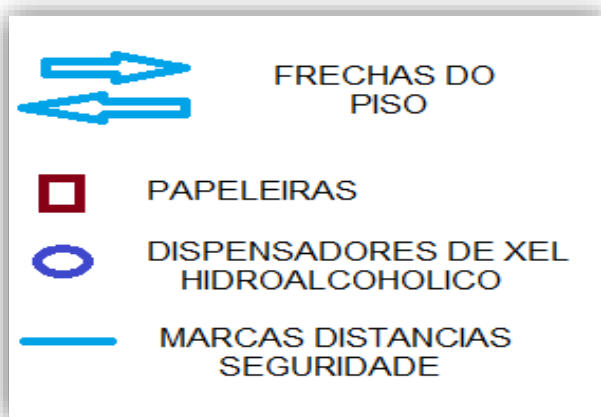 FRECHAS DO
PISO
PAPELEIRAS
DISPENSADORES DE XEL
HIDROALCOHOLICO
MARCAS DISTANCIAS
SEGURIDADE